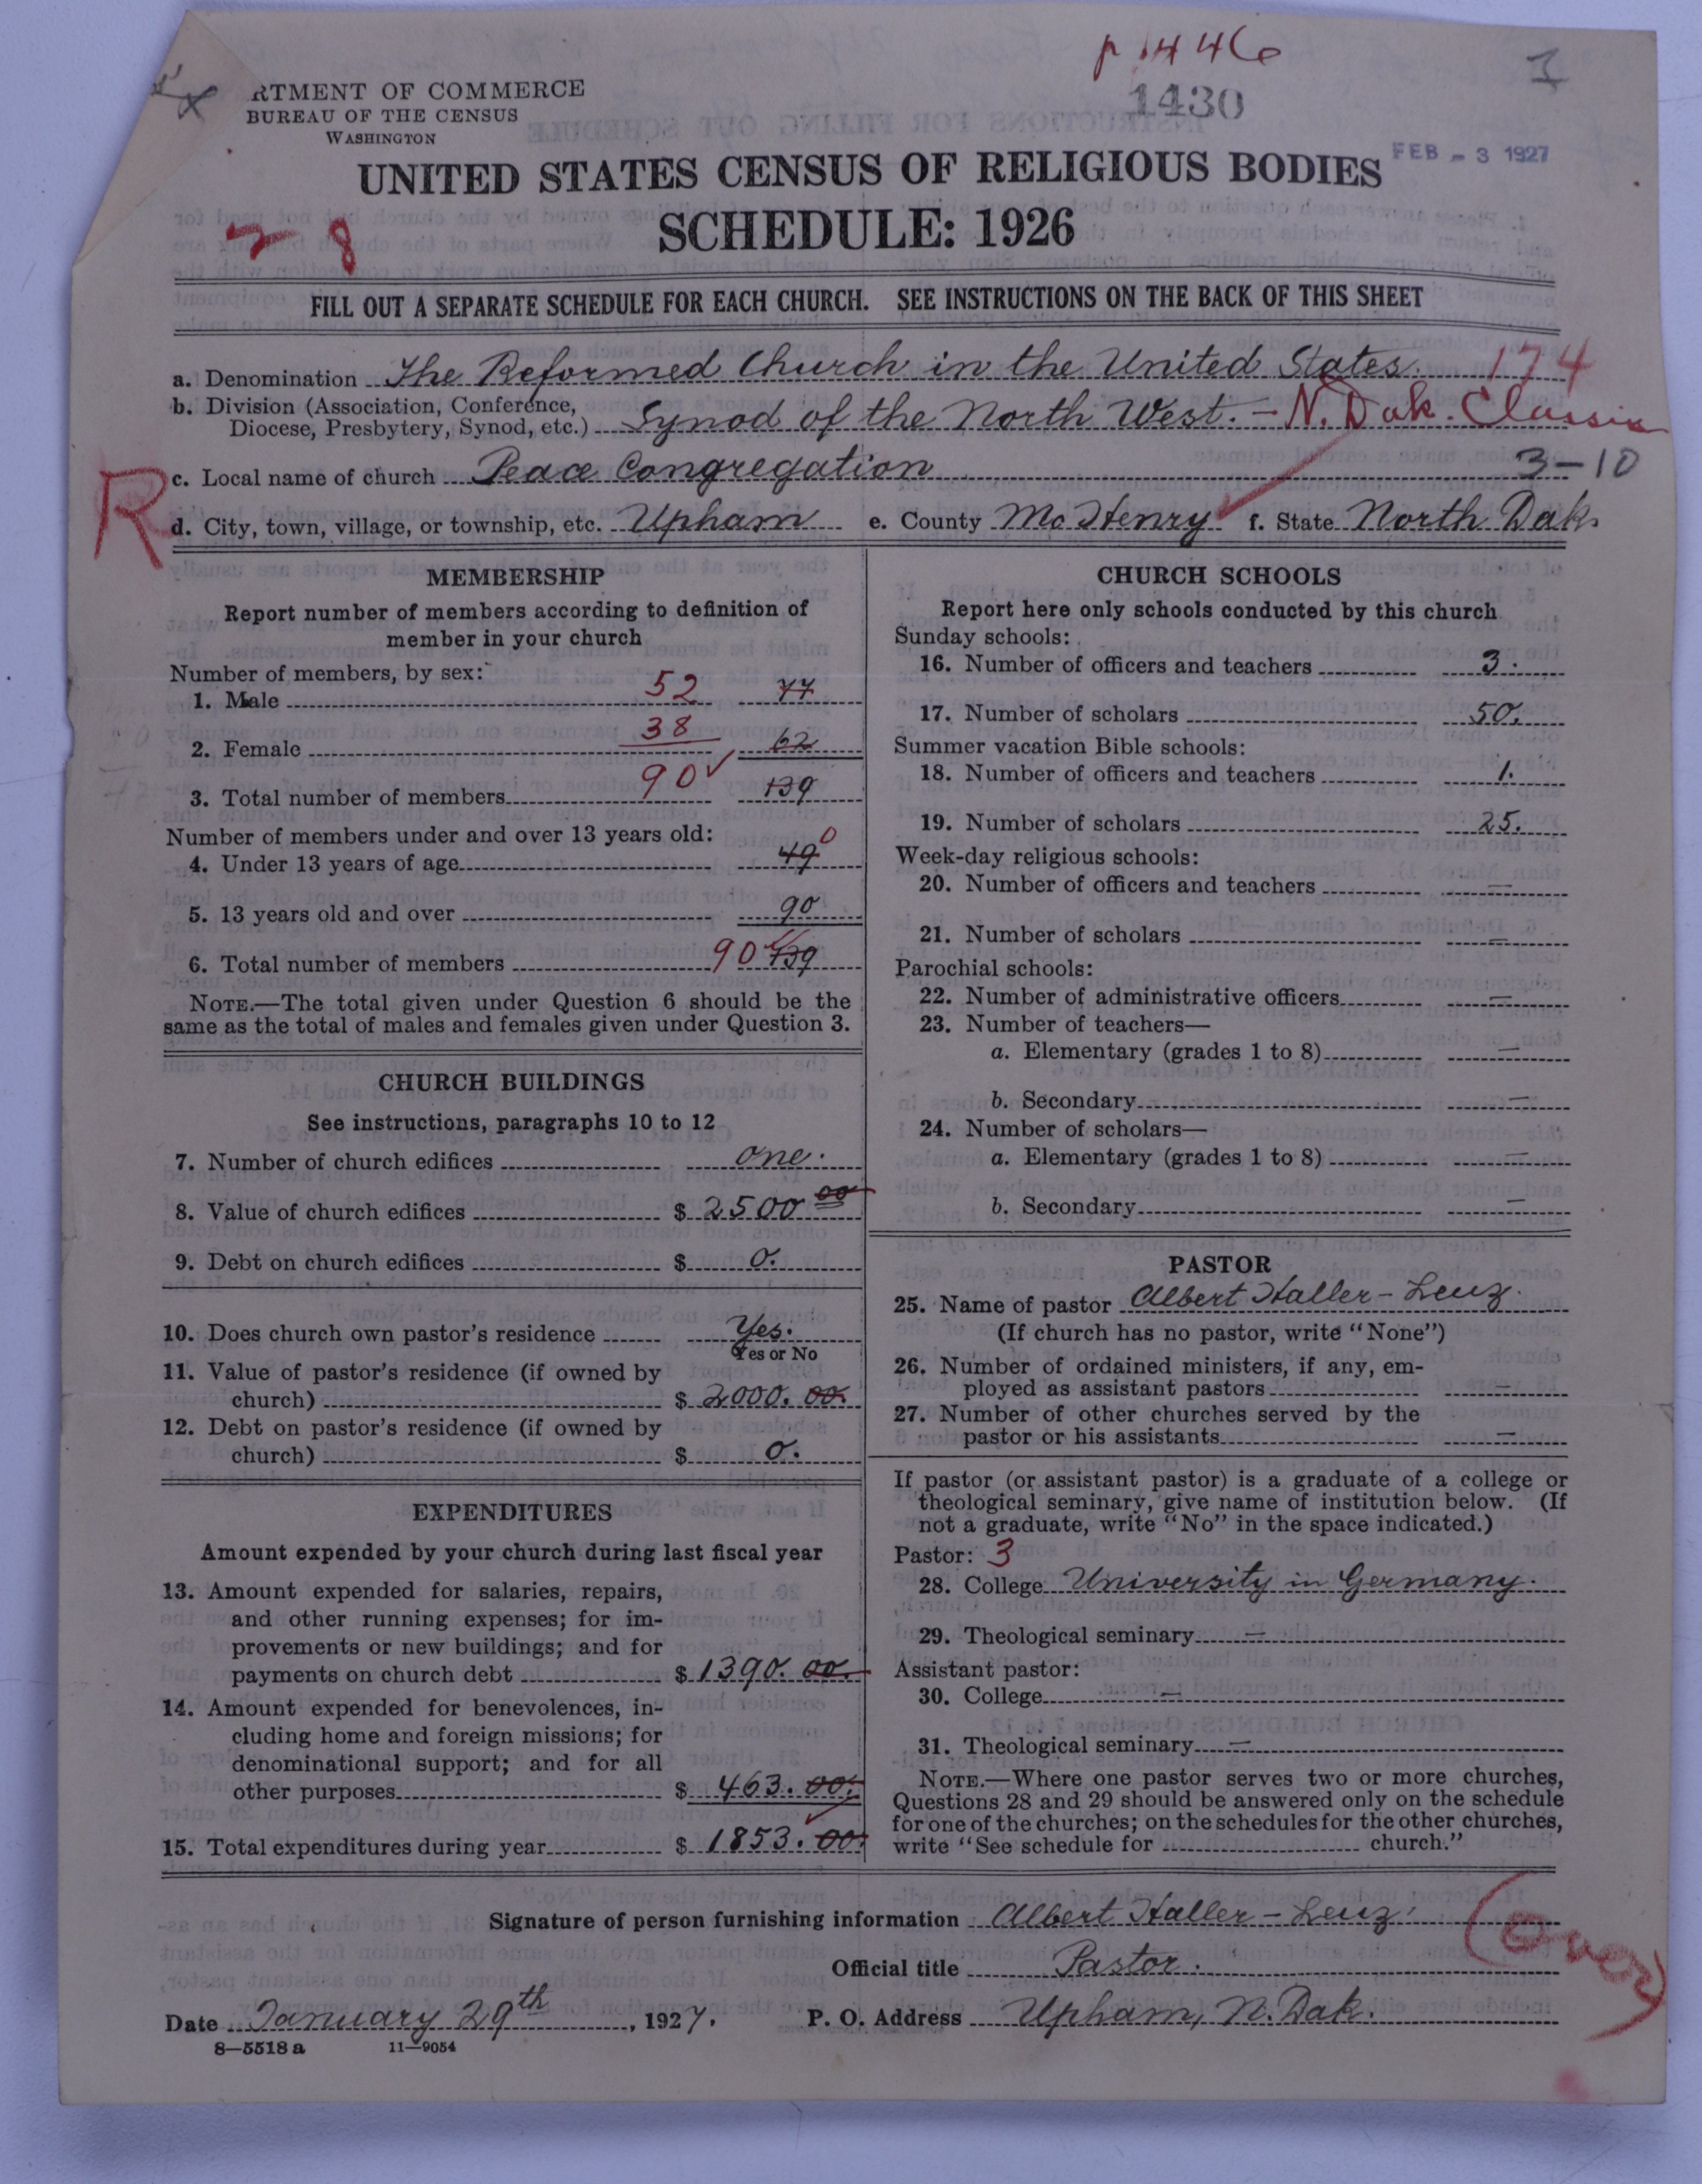 p 1446
1430
1
RTMENT OF COMMERCE
BUREAU OF THE CENSUS
WASHINGTON
FEB - 3 1927
UNITED STATES CENSUS OF RELIGIOUS BODIES
SCHEDULE: 1926
2-8
FILL OUT A SEPARATE SCHEDULE FOR EACH CHURCH. SEE INSTRUCTIONS ON THE BACK OF THIS SHEET
a. Denomination The Reformed Church in the United States. 174
b. Division (Association, Conference,
Diocese, Presbytery, Synod, etc.) Synod of the North West. - N. Dak. Classis
R
c. Local name of church Peace Congregation 3-10
d. City, town, village, or township, etc. Upham e. County McHenry f. State North Dak.
MEMBERSHIP
Report number of members according to definition of
member in your church
Number of members, by sex:
1. Male 52 77
2. Female 38 62
3. Total number of members 90 139
Number of members under and over 13 years old:
4. Under 13 years of age 49 0
5. 13 years old and over 90
6. Total number of members 90 139
NOTE.—The total given under Question 6 should be the
same as the total of males and females given under Question 3.
CHURCH BUILDINGS
See instructions, paragraphs 10 to 12
7. Number of church edifices one.
8. Value of church edifices $ 2500 00
9. Debt on church edifices $ 0.
10. Does church own pastor's residence Yes.
Yes or No
11. Value of pastor's residence (if owned by
church) $ 2000. 00.
12. Debt on pastor's residence (if owned by
church) $ 0.
EXPENDITURES
Amount expended by your church during last fiscal year
13. Amount expended for salaries, repairs,
and other running expenses; for im-
provements or new buildings; and for
payments on church debt $ 1390. 00.
14. Amount expended for benevolences, in-
cluding home and foreign missions; for
denominational support; and for all
other purposes $ 463. 00.
15. Total expenditures during year $ 1853. 00.
CHURCH SCHOOLS
Report here only schools conducted by this church
Sunday schools:
16. Number of officers and teachers 3.
17. Number of scholars 50.
Summer vacation Bible schools:
18. Number of officers and teachers 1.
19. Number of scholars 25.
Week-day religious schools:
20. Number of officers and teachers —
21. Number of scholars —
Parochial schools:
22. Number of administrative officers —
23. Number of teachers—
a. Elementary (grades 1 to 8) —
b. Secondary —
24. Number of scholars—
a. Elementary (grades 1 to 8) —
b. Secondary —
PASTOR
25. Name of pastor Albert Haller-Lenz.
(If church has no pastor, write "None")
26. Number of ordained ministers, if any, em-
ployed as assistant pastors —
27. Number of other churches served by the
pastor or his assistants —
If pastor (or assistant pastor) is a graduate of a college or
theological seminary, give name of institution below. (If
not a graduate, write "No" in the space indicated.)
Pastor: 3
28. College University in Germany.
29. Theological seminary —
Assistant pastor:
30. College —
31. Theological seminary —
NOTE.—Where one pastor serves two or more churches,
Questions 28 and 29 should be answered only on the schedule
for one of the churches; on the schedules for the other churches,
write "See schedule for church."
Signature of person furnishing information Albert Haller-Lenz.
(Over)
Official title Pastor.
Date January 29th, 1927. P. O. Address Upham, N. Dak.
8—5518 a 11—9054